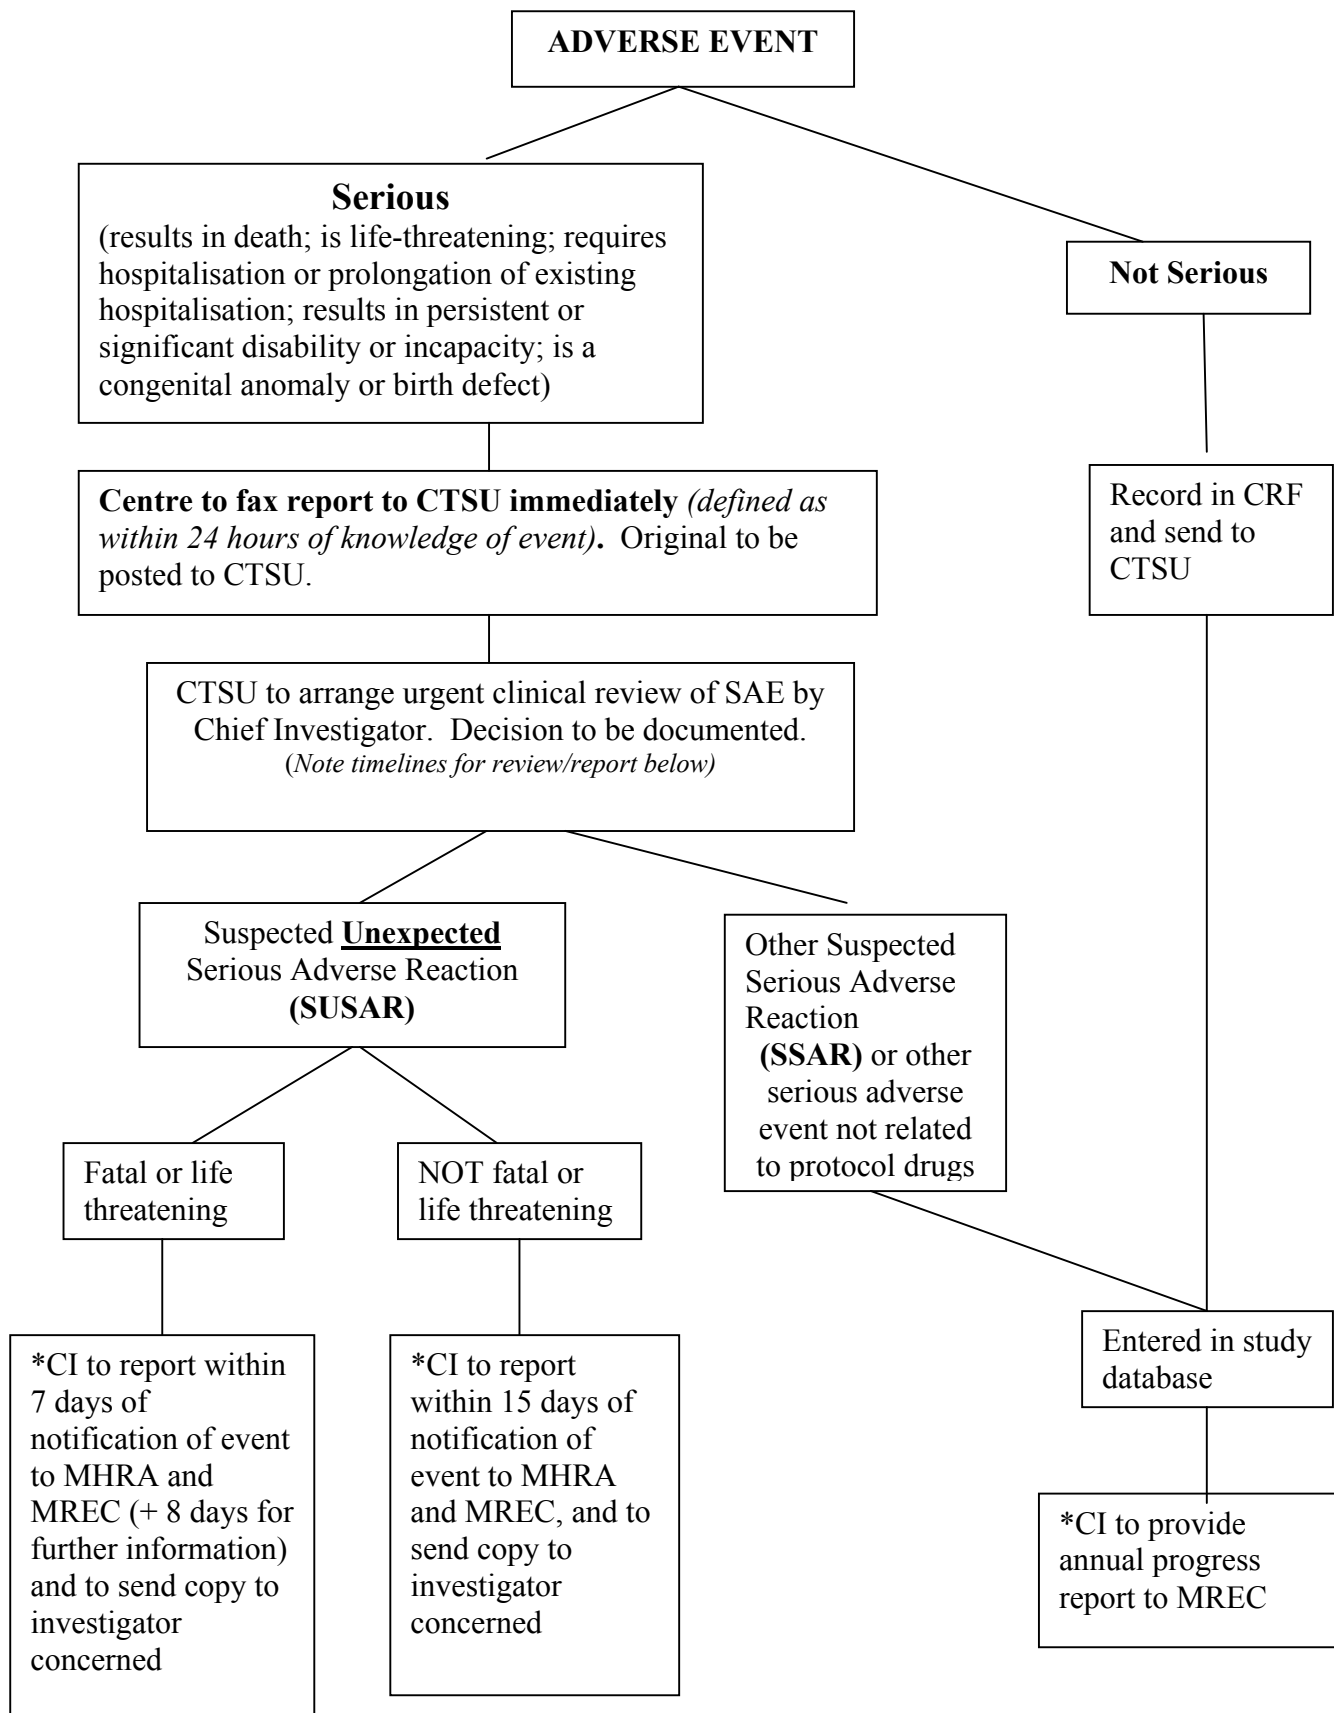 ADVERSE EVENT
Serious
(results in death; is life-threatening; requires
hospitalisation or prolongation of existing
hospitalisation; results in persistent or
significant disability or incapacity; is a
congenital anomaly or birth defect)
Not Serious
Centre to fax report to CTSU immediately (defined as
within 24 hours of knowledge of event). Original to be
posted to CTSU.
Record in CRF
and send to
CTSU
CTSU to arrange urgent clinical review of SAE by
Chief Investigator. Decision to be documented.
(Note timelines for review/report below)
Suspected Unexpected
Serious Adverse Reaction
(SUSAR)
Other Suspected
Serious Adverse
Reaction
(SSAR) or other
serious adverse
event not related
to protocol drugs
Fatal or life
threatening
NOT fatal or
life threatening
Entered in study
database
*CI to report within
7 days of
notification of event
to MHRA and
MREC (+ 8 days for
further information)
and to send copy to
investigator
concerned
*CI to report
within 15 days of
notification of
event to MHRA
and MREC, and to
send copy to
investigator
concerned
*CI to provide
annual progress
report to MREC